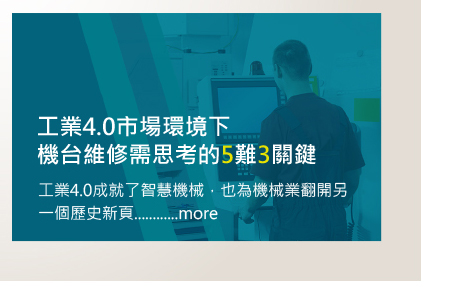 工業4.0市場環境下
機台維修需思考的5難3關鍵
工業4.0成就了智慧機械，也為機械業翻開另
一個歷史新頁............more